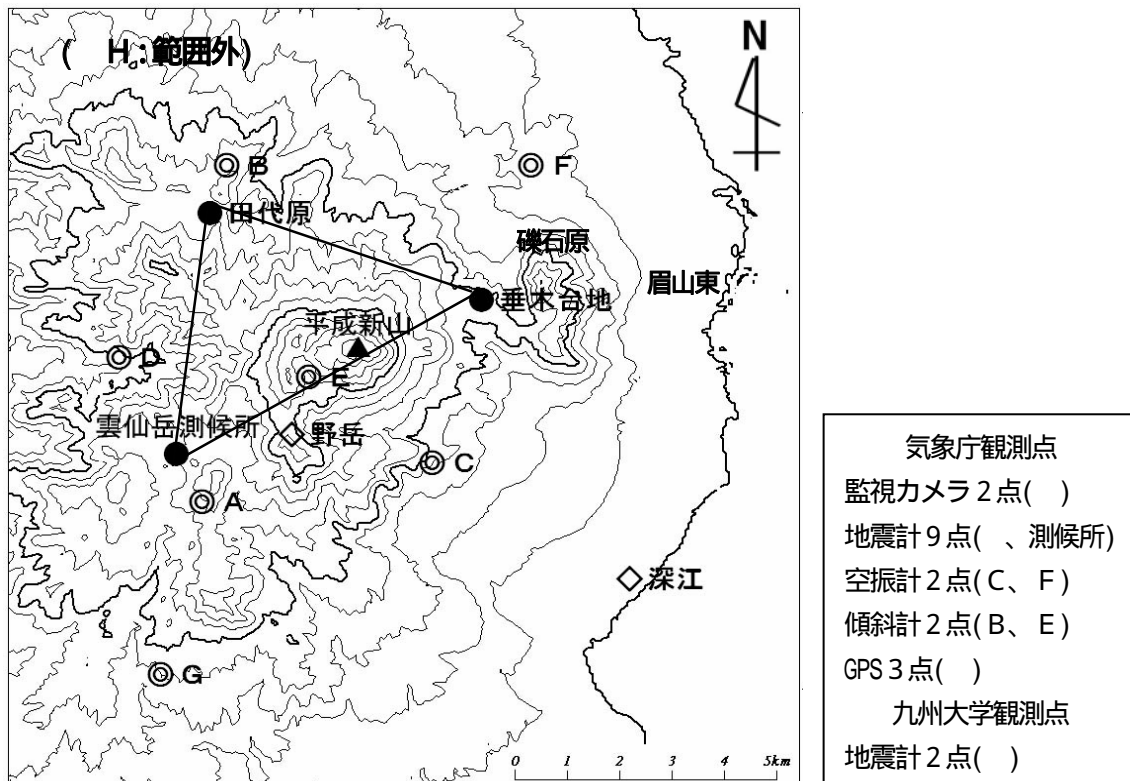 ( H:範囲外)
N
B
F
田代原
礫石原
眉山東
垂木台地
平成新山
D
E
雲仙岳測候所
野岳
C
A
深江
G
0 1 2 3 4 5km
気象庁観測点
監視カメラ2点( )
地震計9点( 、測候所)
空振計2点(C、F)
傾斜計2点(B、E)
GPS3点( )
九州大学観測点
地震計2点( )